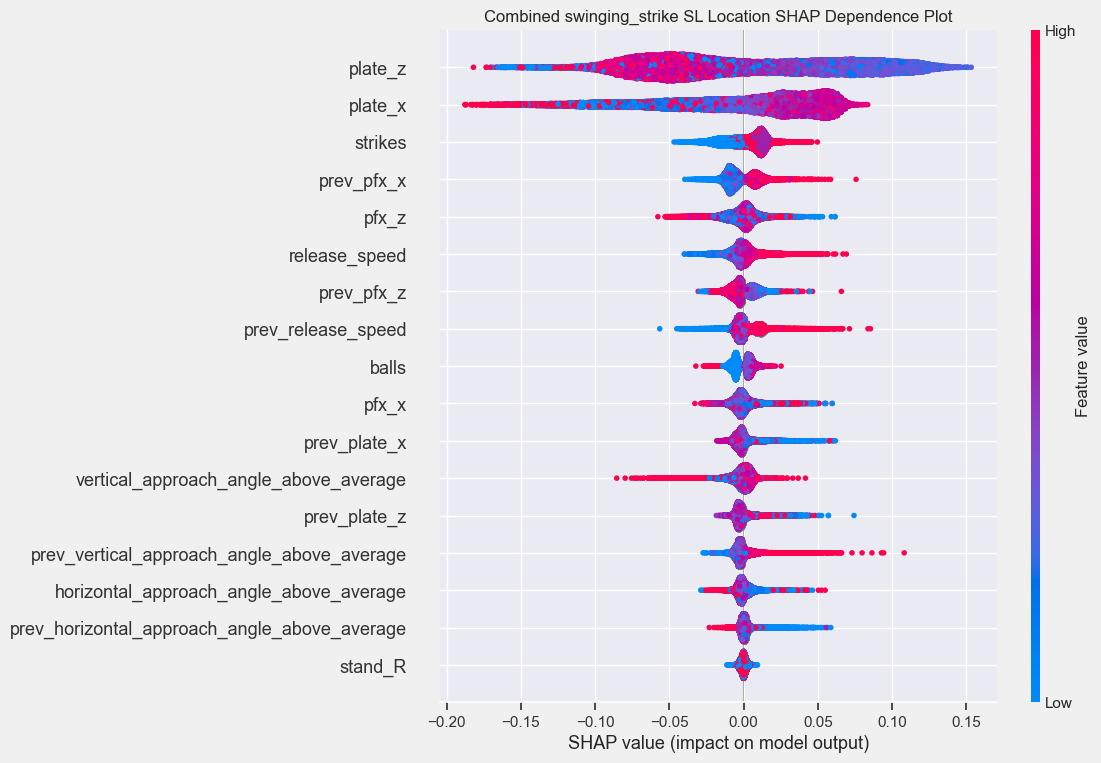 Combined swinging_strike SL Location SHAP Dependence Plot
High
plate_z
plate_x
strikes
prev_pfx_x
pfx_z
release_speed
prev_pfx_z
prev_release_speed
balls
pfx_x
prev_plate_x
vertical_approach_angle_above_average
prev_plate_z
prev_vertical_approach_angle_above_average
horizontal_approach_angle_above_average
prev_horizontal_approach_angle_above_average
stand_R
Feature value
Low
−0.20 −0.15 −0.10 −0.05 0.00 0.05 0.10 0.15
SHAP value (impact on model output)